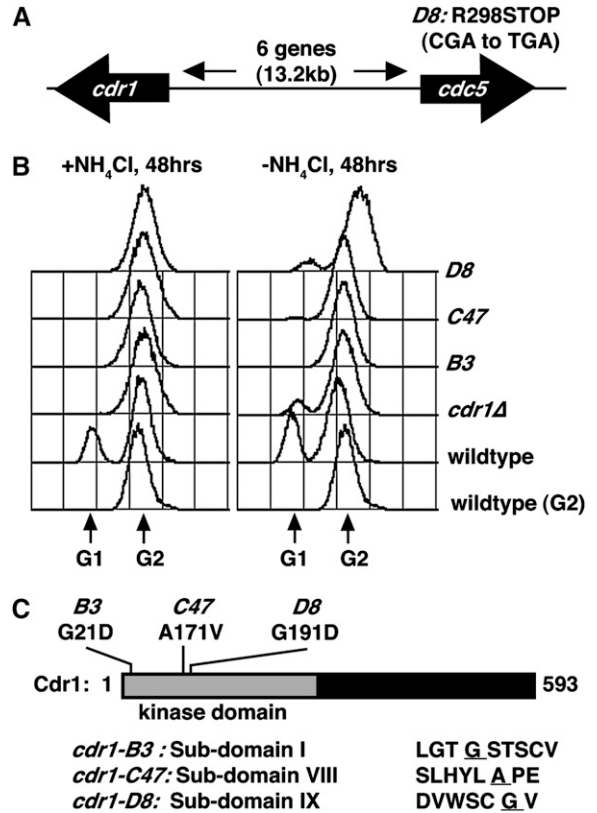 A
D8: R298STOP
(CGA to TGA)
6 genes
(13.2kb)
cdr1
cdc5
B
+NH4Cl, 48hrs
-NH4Cl, 48hrs
D8
C47
B3
cdr1Δ
wildtype
wildtype (G2)
G1
G2
G1
G2
C
B3
C47
D8
G21D
A171V
G191D
Cdr1: 1
593
kinase domain
cdr1-B3 : Sub-domain I LGT G STSCV
cdr1-C47: Sub-domain VIII SLHYL A PE
cdr1-D8: Sub-domain IX DVWSC G V